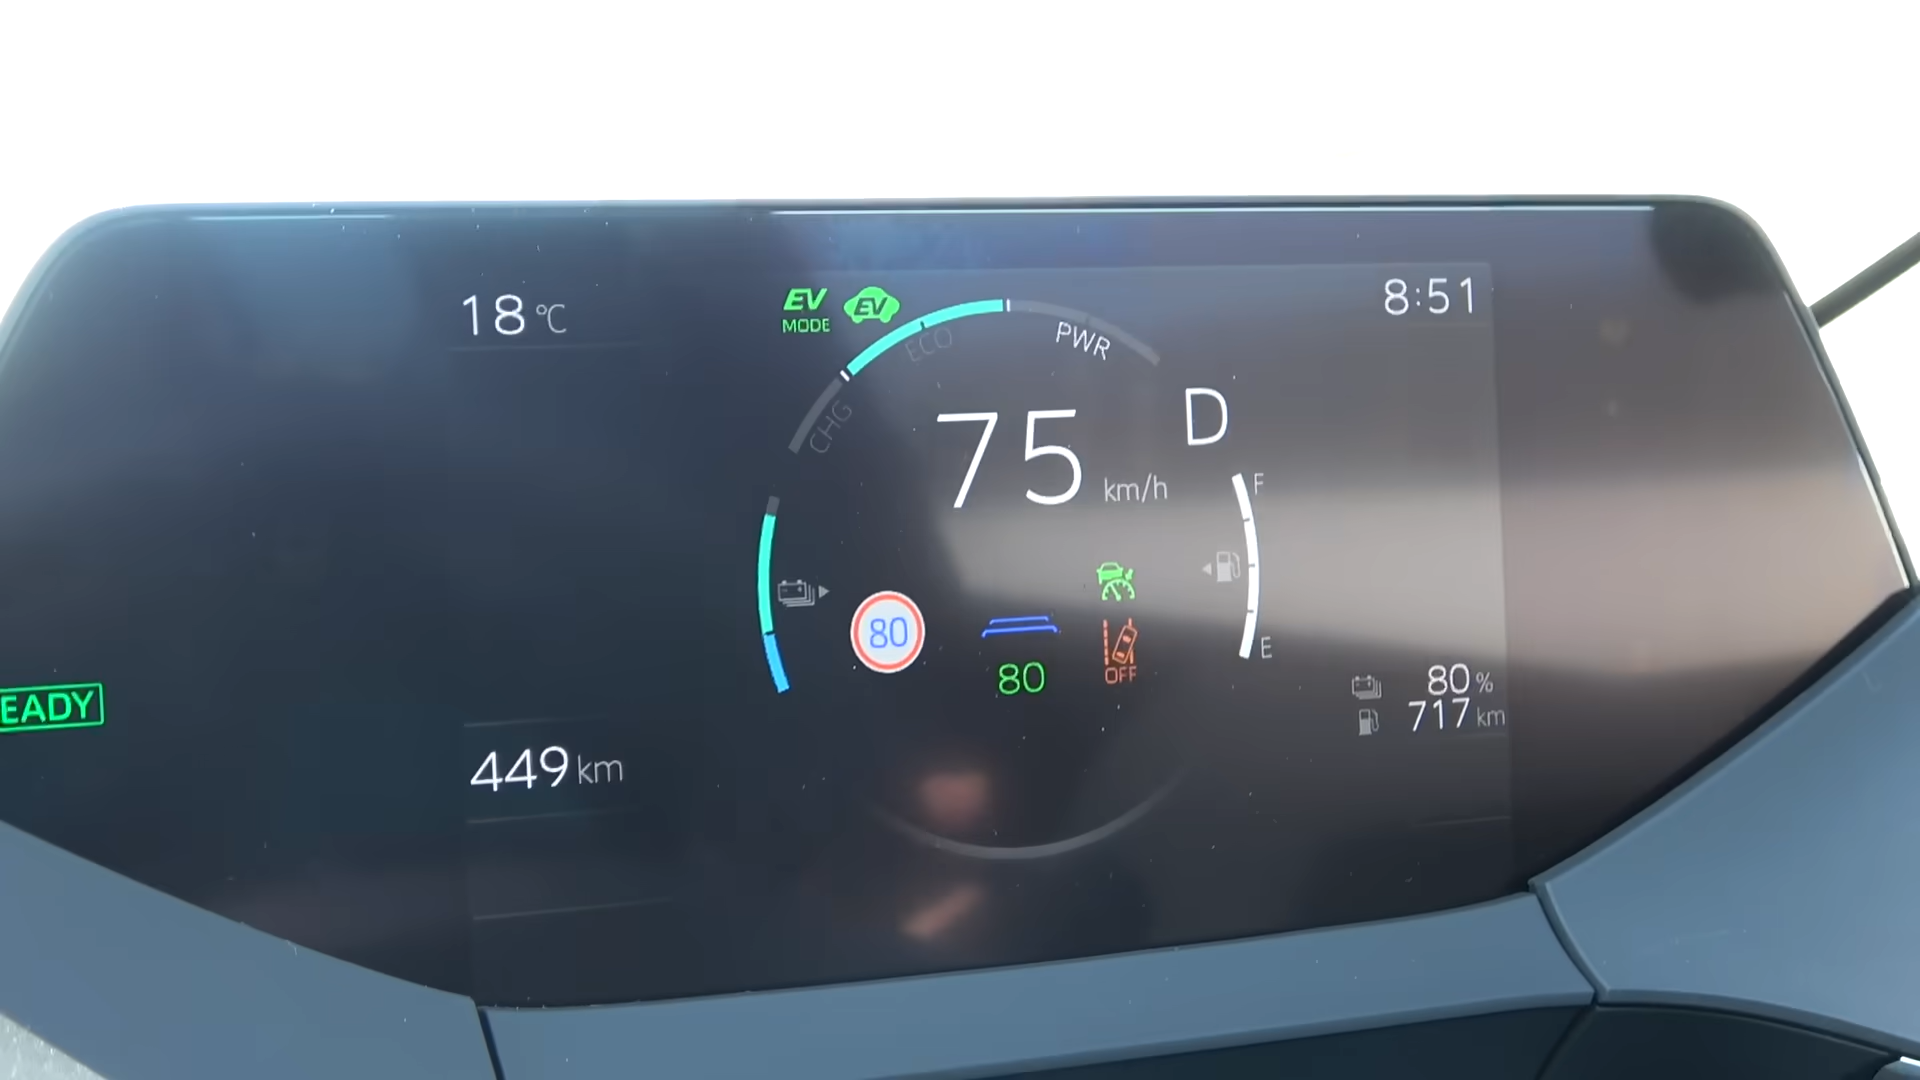 18 °C
EV
MODE
EV
8:51
ECO
PWR
CHG
75 km/h
D
F
80
80
OFF
E
80 %
717 km
EADY
449 km